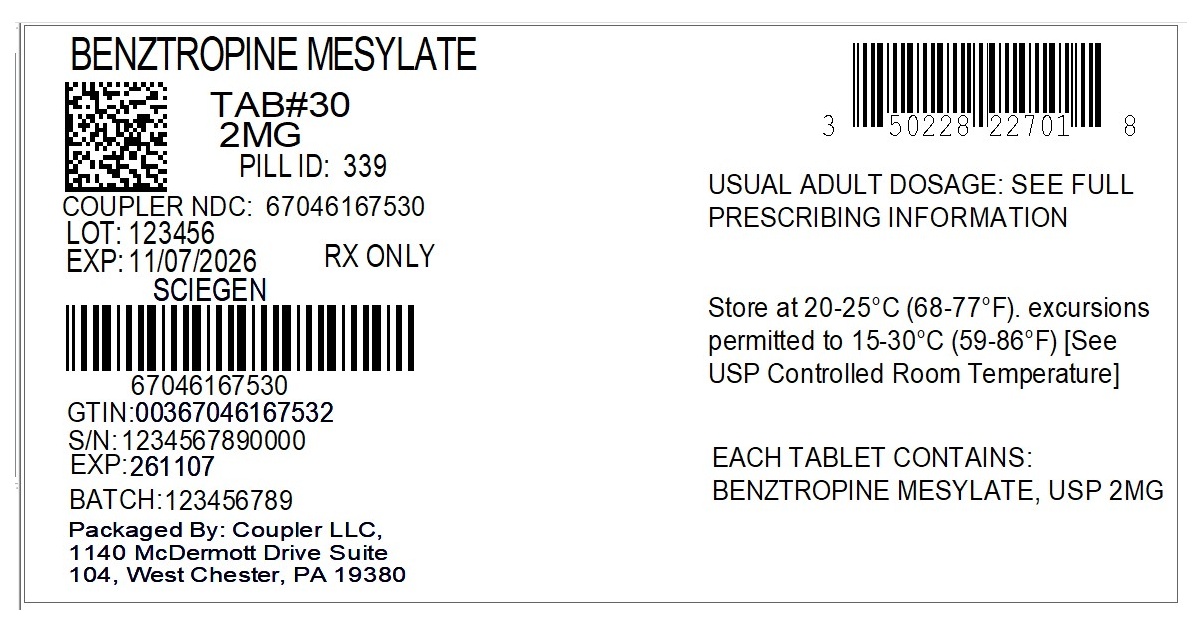 BENZTROPINE MESYLATE
TAB#30
2MG
PILL ID: 339
COUPLER NDC: 67046167530
LOT: 123456
EXP: 11/07/2026
RX ONLY
SCIEGEN
67046167530
GTIN:00367046167532
S/N: 1234567890000
EXP:261107
BATCH:123456789
Packaged By: Coupler LLC,
1140 McDermott Drive Suite
104, West Chester, PA 19380
3 50228 22701 8
USUAL ADULT DOSAGE: SEE FULL
PRESCRIBING INFORMATION
Store at 20-25°C (68-77°F). excursions
permitted to 15-30°C (59-86°F) [See
USP Controlled Room Temperature]
EACH TABLET CONTAINS:
BENZTROPINE MESYLATE, USP 2MG